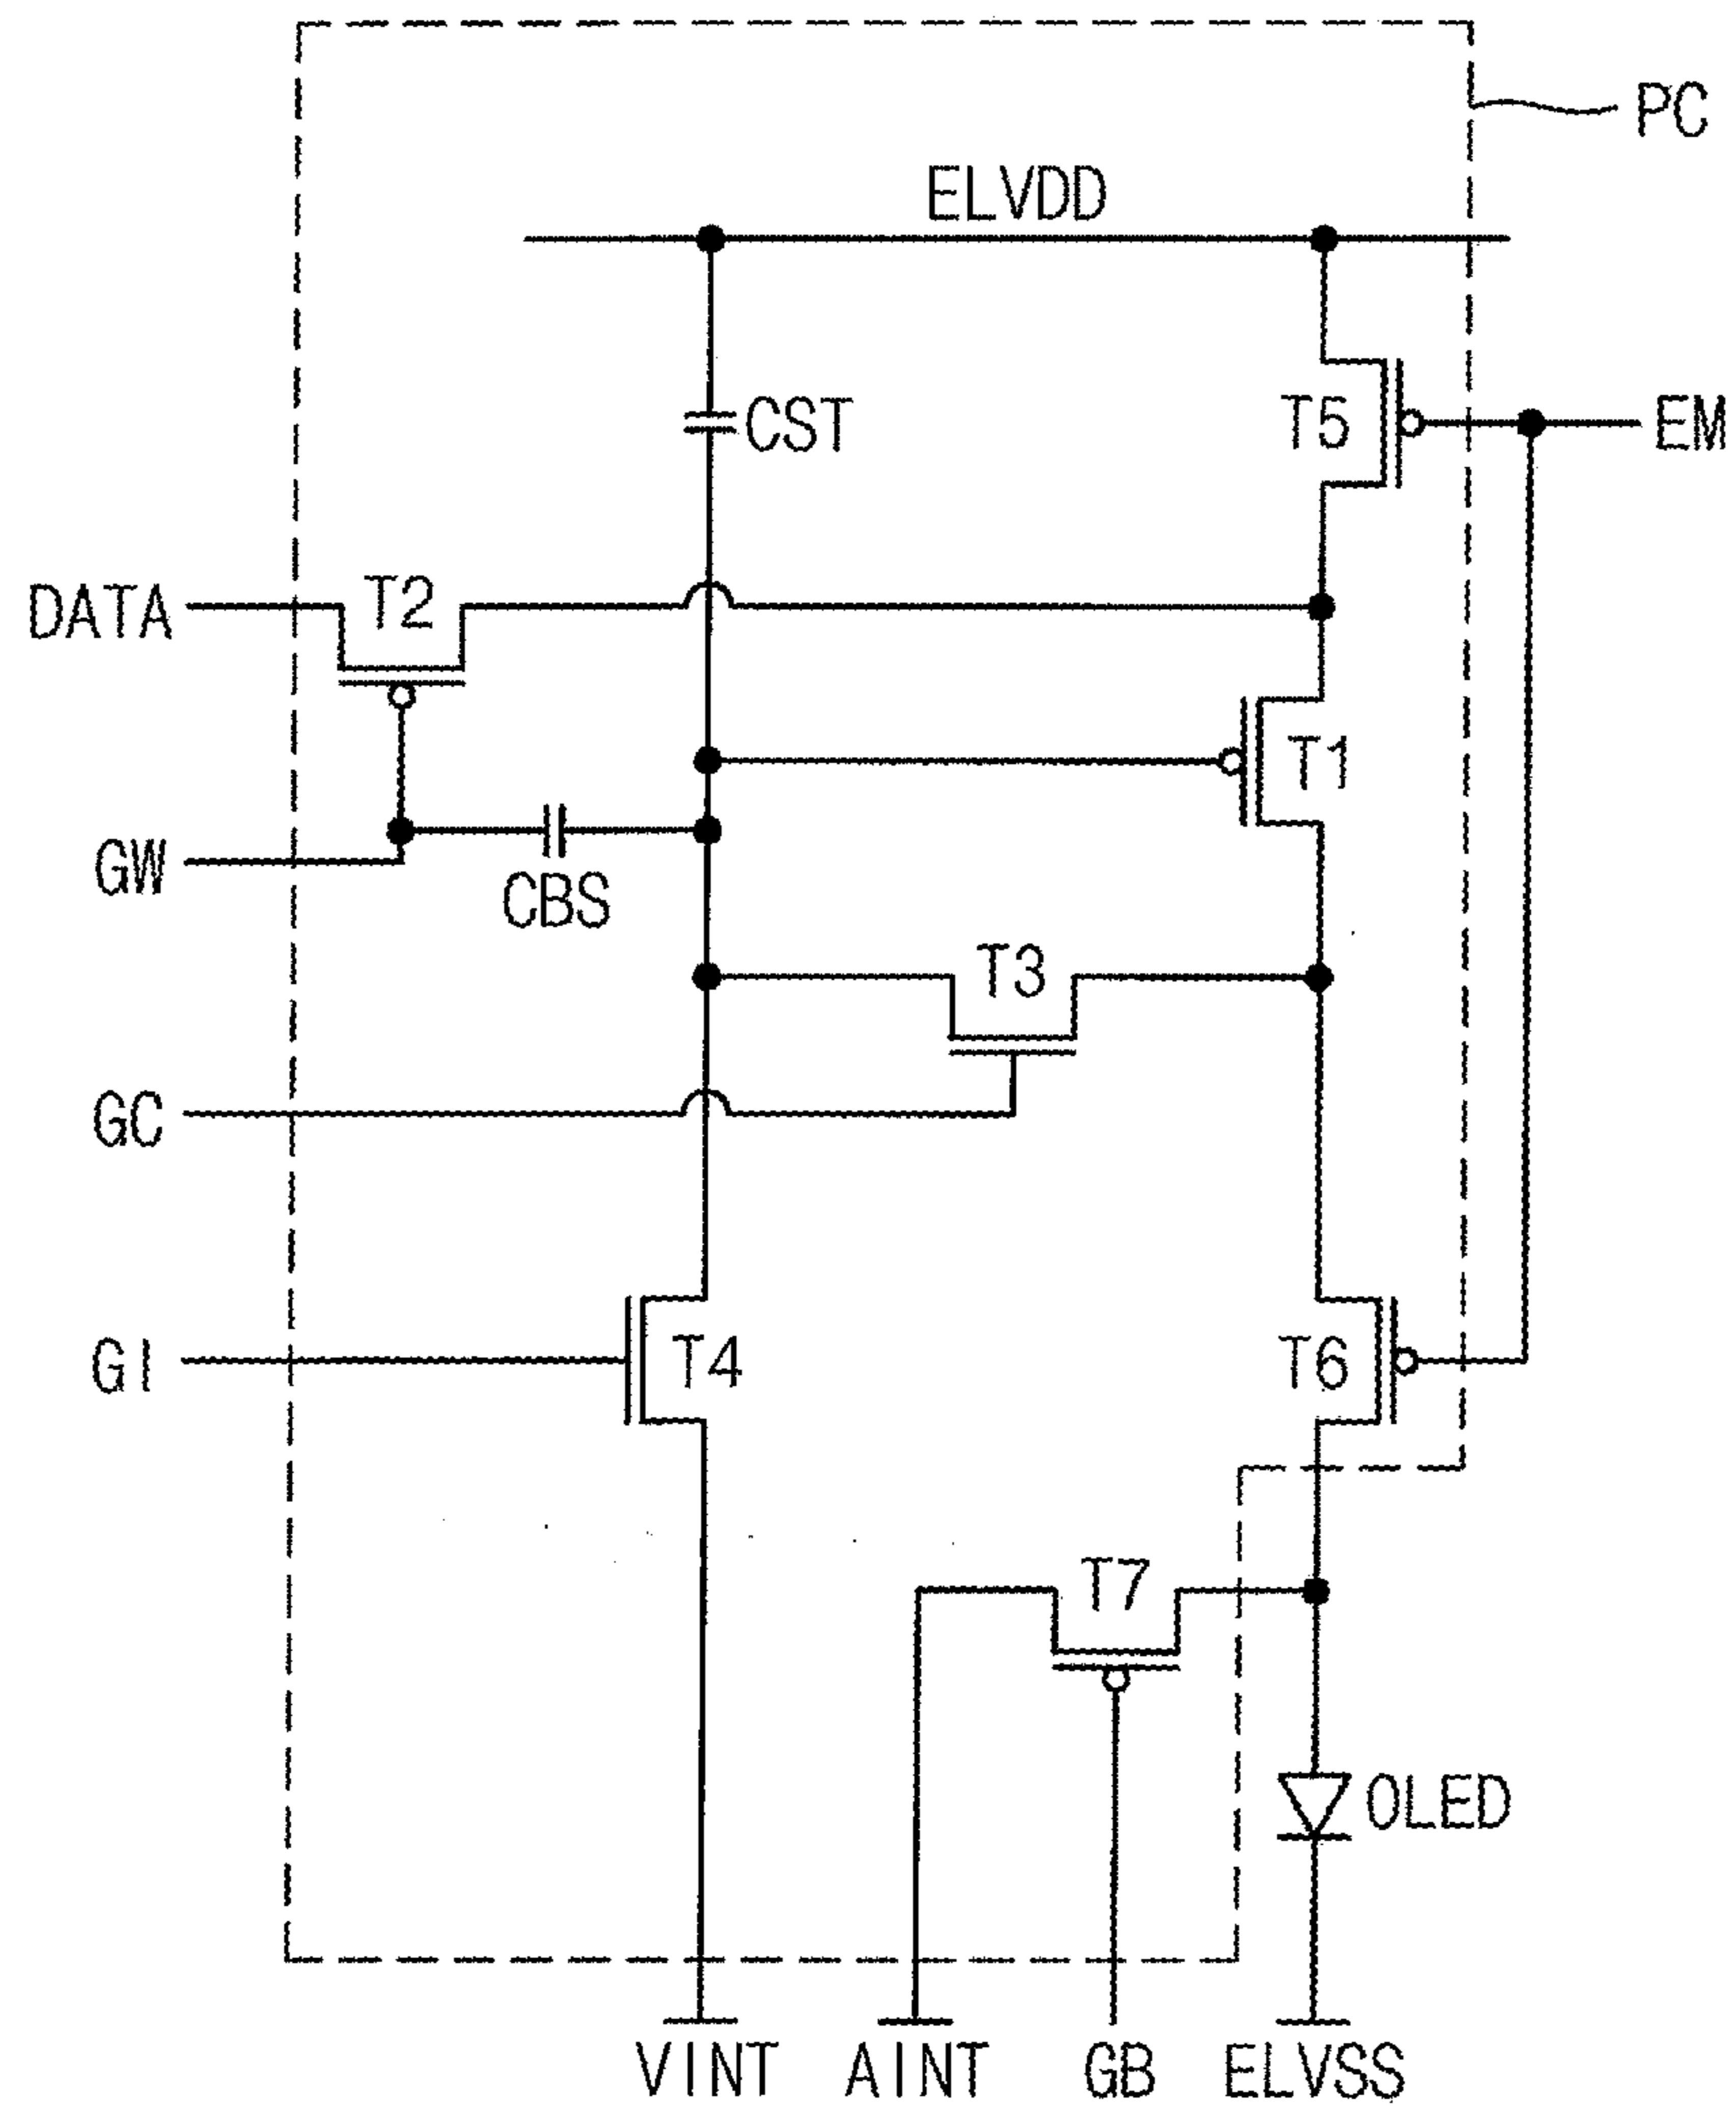 PC
ELVDD
CST
T5
EM
DATA
T2
T1
GW
CBS
T3
GC
GI
T4
T6
T7
OLED
VINT
AINT
GB
ELVSS